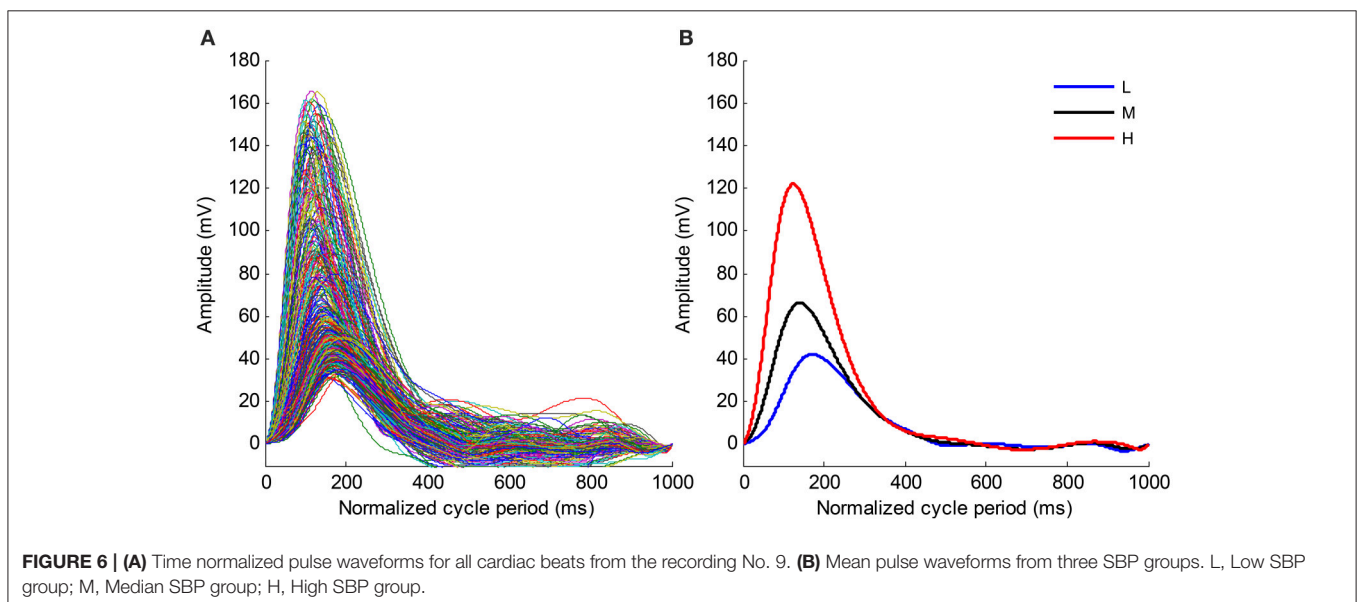 A
180
160
140
120
100
80
60
40
20
0
Amplitude (mV)
0 200 400 600 800 1000
Normalized cycle period (ms)
B
180
160
140
120
100
80
60
40
20
0
Amplitude (mV)
L
M
H
0 200 400 600 800 1000
Normalized cycle period (ms)
FIGURE 6 | (A) Time normalized pulse waveforms for all cardiac beats from the recording No. 9. (B) Mean pulse waveforms from three SBP groups. L, Low SBP
group; M, Median SBP group; H, High SBP group.